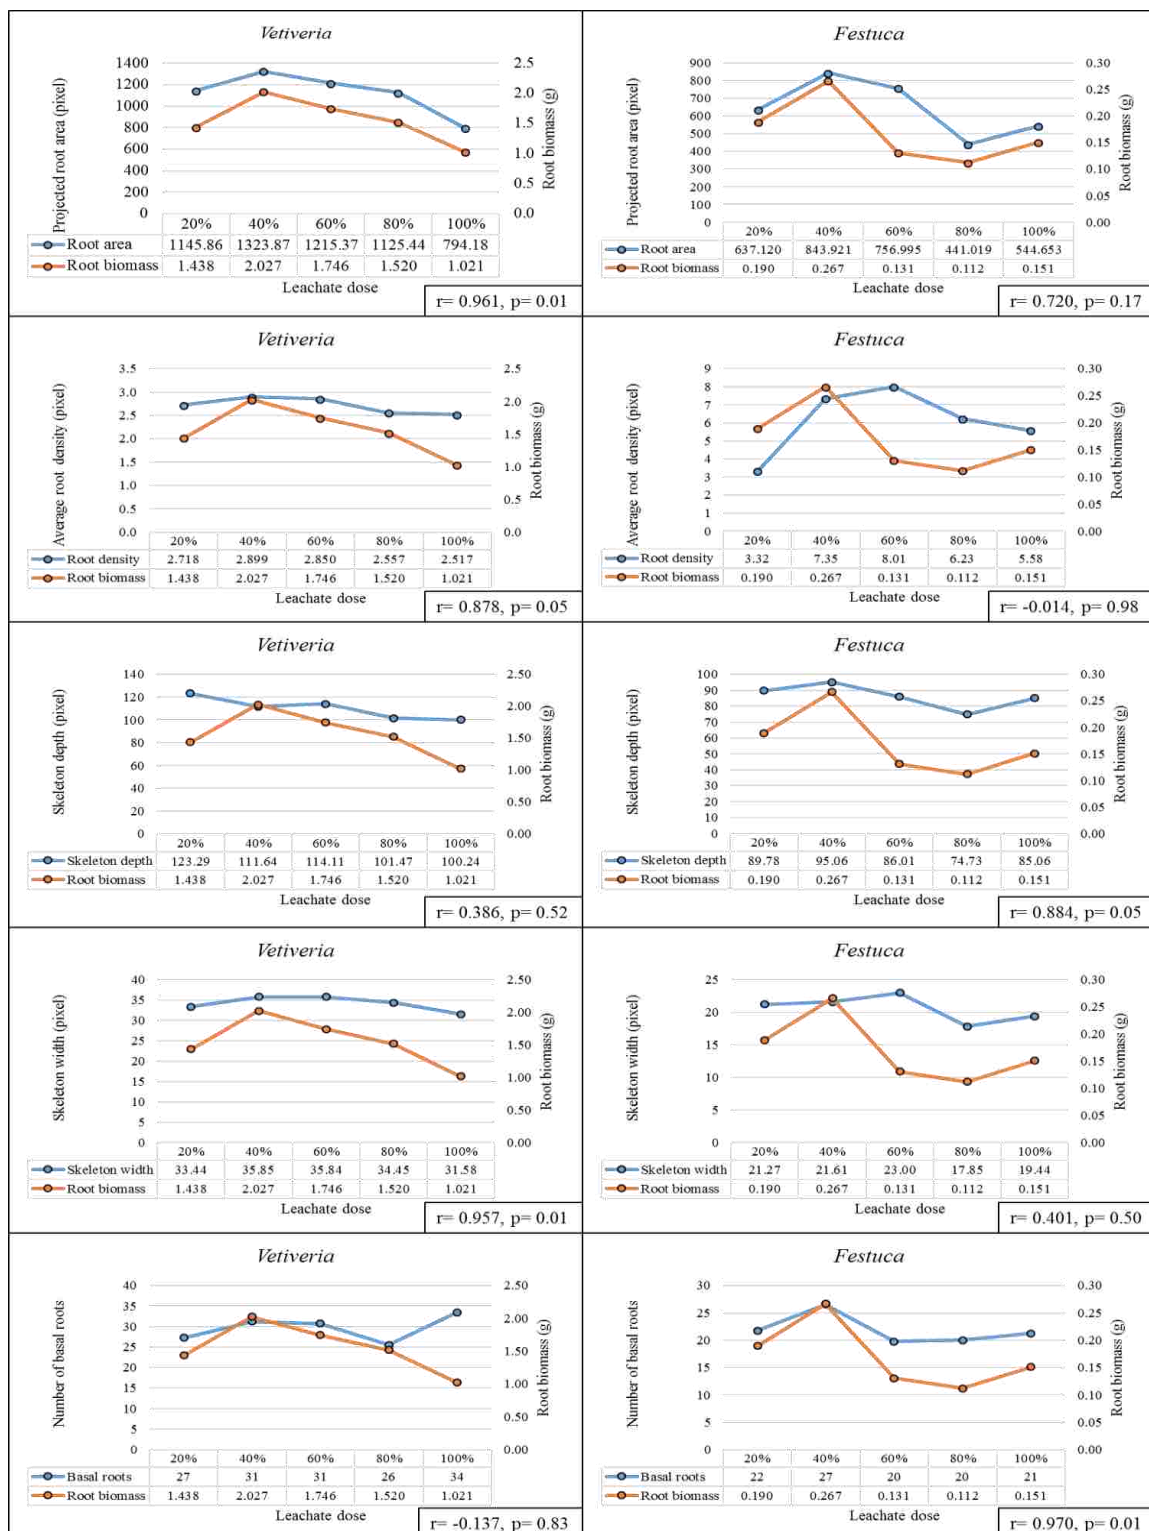 Vetiveria
Projected root area (pixel)
1400
1200
1000
800
600
400
200
0
2.5
2.0
1.5
1.0
0.5
0.0
Root biomass (g)
20% 40% 60% 80% 100%
Root area 1145.86 1323.87 1215.37 1125.44 794.18
Root biomass 1.438 2.027 1.746 1.520 1.021
Leachate dose
r= 0.961, p= 0.01
Festuca
Projected root area (pixel)
900
800
700
600
500
400
300
200
100
0
0.30
0.25
0.20
0.15
0.10
0.05
0.00
Root biomass (g)
20% 40% 60% 80% 100%
Root area 637.120 843.921 756.995 441.019 544.653
Root biomass 0.190 0.267 0.131 0.112 0.151
Leachate dose
r= 0.720, p= 0.17
Vetiveria
Average root density (pixel)
3.5
3.0
2.5
2.0
1.5
1.0
0.5
0.0
2.5
2.0
1.5
1.0
0.5
0.0
Root biomass (g)
20% 40% 60% 80% 100%
Root density 2.718 2.899 2.850 2.557 2.517
Root biomass 1.438 2.027 1.746 1.520 1.021
Leachate dose
r= 0.878, p= 0.05
Festuca
Average root density (pixel)
9
8
7
6
5
4
3
2
1
0
0.30
0.25
0.20
0.15
0.10
0.05
0.00
Root biomass (g)
20% 40% 60% 80% 100%
Root density 3.32 7.35 8.01 6.23 5.58
Root biomass 0.190 0.267 0.131 0.112 0.151
Leachate dose
r= -0.014, p= 0.98
Vetiveria
Skeleton depth (pixel)
140
120
100
80
60
40
20
0
2.50
2.00
1.50
1.00
0.50
0.00
Root biomass (g)
20% 40% 60% 80% 100%
Skeleton depth 123.29 111.64 114.11 101.47 100.24
Root biomass 1.438 2.027 1.746 1.520 1.021
Leachate dose
r= 0.386, p= 0.52
Festuca
Skeleton depth (pixel)
100
90
80
70
60
50
40
30
20
10
0
0.30
0.25
0.20
0.15
0.10
0.05
0.00
Root biomass (g)
20% 40% 60% 80% 100%
Skeleton depth 89.78 95.06 86.01 74.73 85.06
Root biomass 0.190 0.267 0.131 0.112 0.151
Leachate dose
r= 0.884, p= 0.05
Vetiveria
Skeleton width (pixel)
40
35
30
25
20
15
10
5
0
2.50
2.00
1.50
1.00
0.50
0.00
Root biomass (g)
20% 40% 60% 80% 100%
Skeleton width 33.44 35.85 35.84 34.45 31.58
Root biomass 1.438 2.027 1.746 1.520 1.021
Leachate dose
r= 0.957, p= 0.01
Festuca
Skeleton width (pixel)
25
20
15
10
5
0
0.30
0.25
0.20
0.15
0.10
0.05
0.00
Root biomass (g)
20% 40% 60% 80% 100%
Skeleton width 21.27 21.61 23.00 17.85 19.44
Root biomass 0.190 0.267 0.131 0.112 0.151
Leachate dose
r= 0.401, p= 0.50
Vetiveria
Number of basal roots
40
35
30
25
20
15
10
5
0
2.50
2.00
1.50
1.00
0.50
0.00
Root biomass (g)
20% 40% 60% 80% 100%
Basal roots 27 31 31 26 34
Root biomass 1.438 2.027 1.746 1.520 1.021
Leachate dose
r= -0.137, p= 0.83
Festuca
Number of basal roots
30
25
20
15
10
5
0
0.30
0.25
0.20
0.15
0.10
0.05
0.00
Root biomass (g)
20% 40% 60% 80% 100%
Basal roots 22 27 20 20 21
Root biomass 0.190 0.267 0.131 0.112 0.151
Leachate dose
r= 0.970, p= 0.01